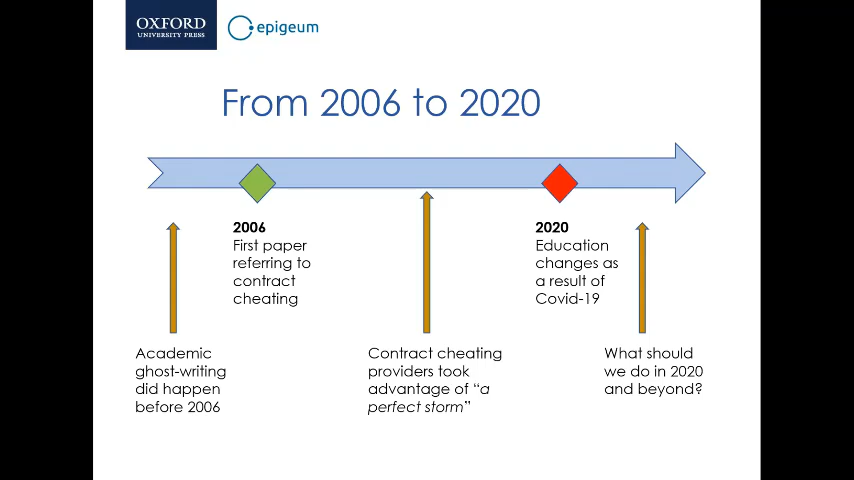 OXFORD
UNIVERSITY PRESS
epigeum
From 2006 to 2020
2006
First paper
referring to
contract
cheating
2020
Education
changes as
a result of
Covid-19
Academic
ghost-writing
did happen
before 2006
Contract cheating
providers took
advantage of “a
perfect storm”
What should
we do in 2020
and beyond?